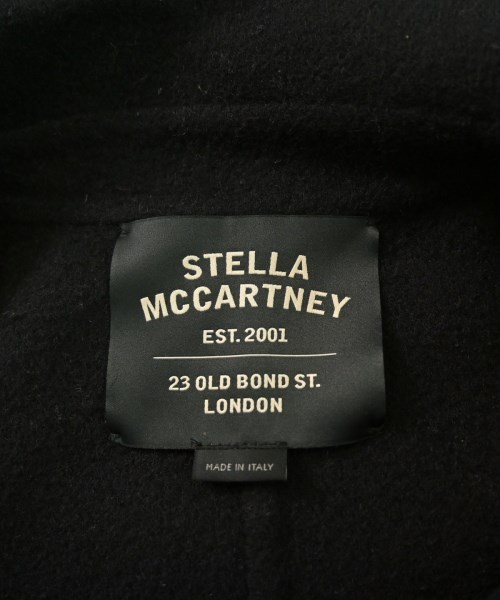 STELLA
MCCARTNEY
EST. 2001
23 OLD BOND ST.
LONDON
MADE IN ITALY